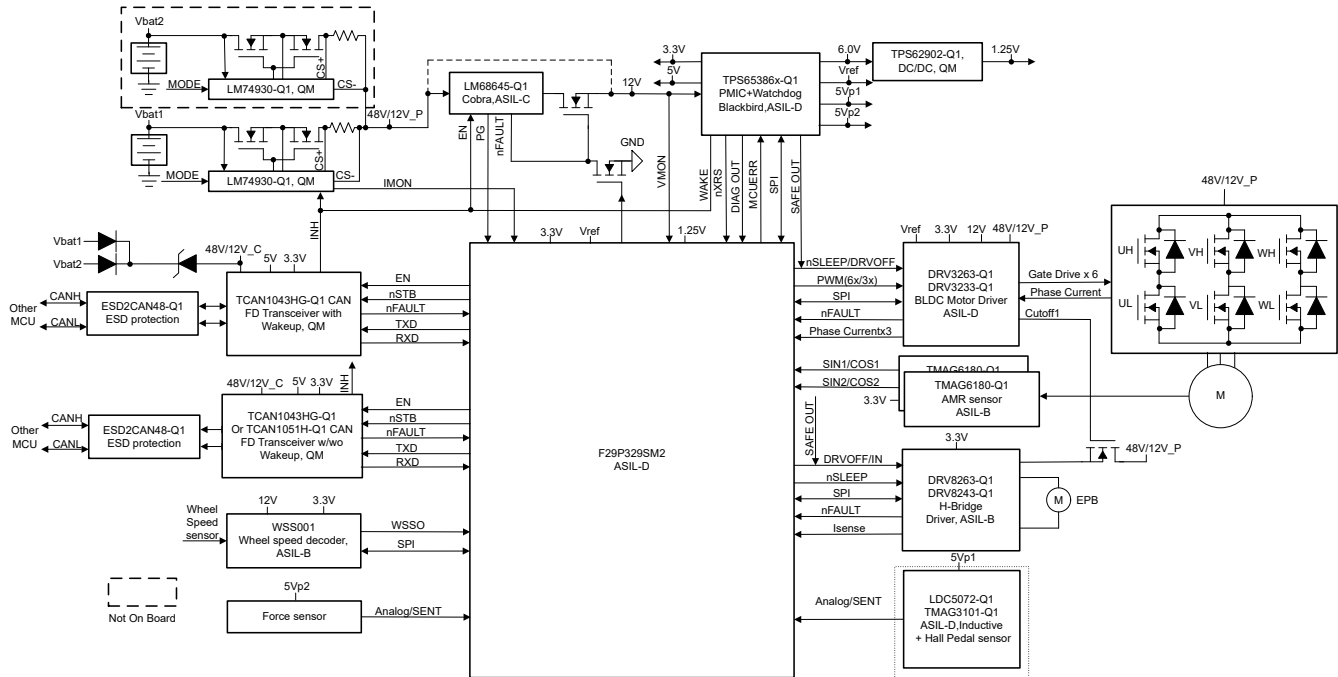 Vbat2
MODE
CS+
CS-
LM74930-Q1, QM
Vbat1
MODE
CS+
CS-
LM74930-Q1, QM
48V/12V_P
IMON
INH
LM68645-Q1
Cobra,ASIL-C
12V
EN
PG
nFAULT
GND
VMON
3.3V
5V
TPS65386x-Q1
PMIC+Watchdog
Blackbird,ASIL-D
6.0V
Vref
5Vp1
5Vp2
TPS62902-Q1,
DC/DC, QM
1.25V
WAKE
nXRS
DIAG OUT
MCUERR
SPI
SAFE OUT
3.3V
Vref
1.25V
F29P329SM2
ASIL-D
Vbat1
Vbat2
48V/12V_C
5V
3.3V
Other
MCU
CANH
CANL
ESD2CAN48-Q1
ESD protection
TCAN1043HG-Q1 CAN
FD Transceiver with
Wakeup, QM
EN
nSTB
nFAULT
TXD
RXD
48V/12V_C
5V
3.3V
INH
Other
MCU
CANH
CANL
ESD2CAN48-Q1
ESD protection
TCAN1043HG-Q1
Or TCAN1051H-Q1 CAN
FD Transceiver w/wo
Wakeup, QM
EN
nSTB
nFAULT
TXD
RXD
12V
3.3V
Wheel
Speed
sensor
WSS001
Wheel speed decoder,
ASIL-B
WSSO
SPI
5Vp2
Force sensor
Analog/SENT
Not On Board
nSLEEP/DRVOFF
PWM(6x/3x)
SPI
nFAULT
Phase Currentx3
Vref
3.3V
12V
48V/12V_P
DRV3263-Q1
DRV3233-Q1
BLDC Motor Driver
ASIL-D
Gate Drive x 6
Phase Current
Cutoff1
48V/12V_P
UH
VH
WH
UL
VL
WL
M
SIN1/COS1
SIN2/COS2
3.3V
TMAG6180-Q1
TMAG6180-Q1
AMR sensor
ASIL-B
SAFE OUT
DRVOFF/IN
nSLEEP
SPI
nFAULT
Isense
3.3V
DRV8263-Q1
DRV8243-Q1
H-Bridge
Driver, ASIL-B
48V/12V_P
M
EPB
5Vp1
Analog/SENT
LDC5072-Q1
TMAG3101-Q1
ASIL-D,Inductive
+ Hall Pedal sensor